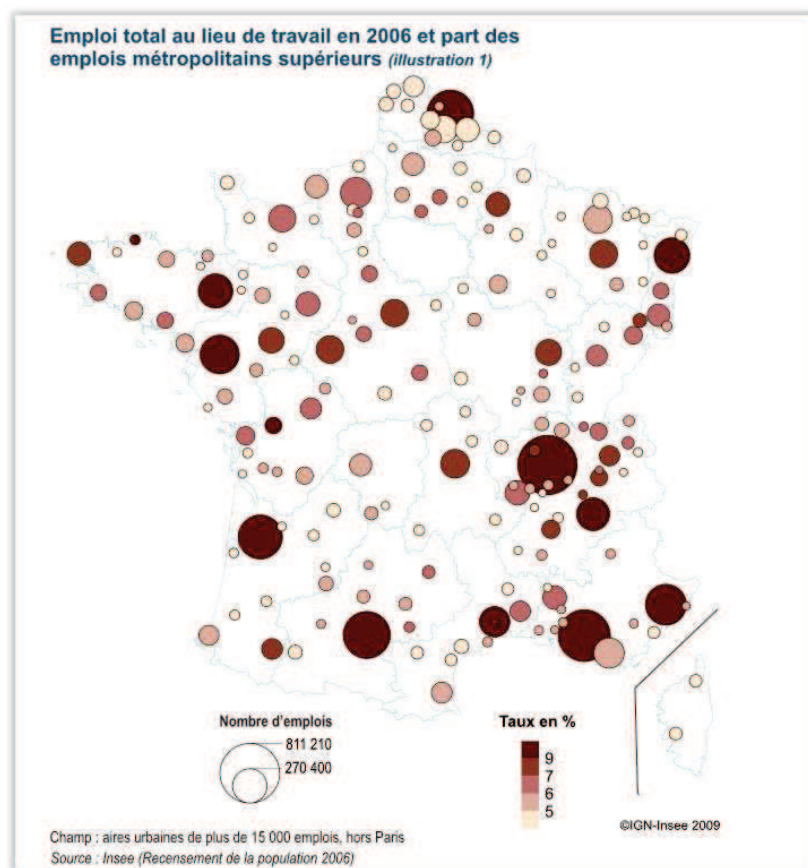 Emploi total au lieu de travail en 2006 et part des
emplois métropolitains supérieurs (illustration 1)
Nombre d'emplois
811 210
270 400
Taux en %
9
7
6
5
©IGN-Insee 2009
Champ : aires urbaines de plus de 15 000 emplois, hors Paris
Source : Insee (Recensement de la population 2006)